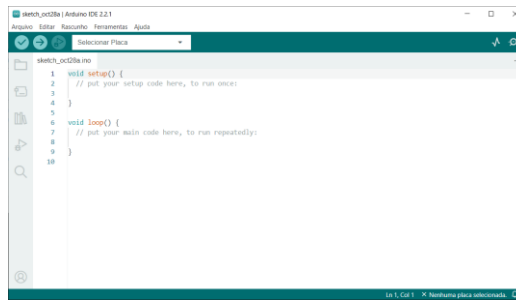 sketch_oct28a | Arduino IDE 2.2.1
Arquivo Editar Rascunho Ferramentas Ajuda
Selecionar Placa
sketch_oct28a.ino
1 void setup() {
2 // put your setup code here, to run once:
3
4 }
5
6 void loop() {
7 // put your main code here, to run repeatedly:
8
9 }
10
Ln 1, Col 1 × Nenhuma placa selecionada.